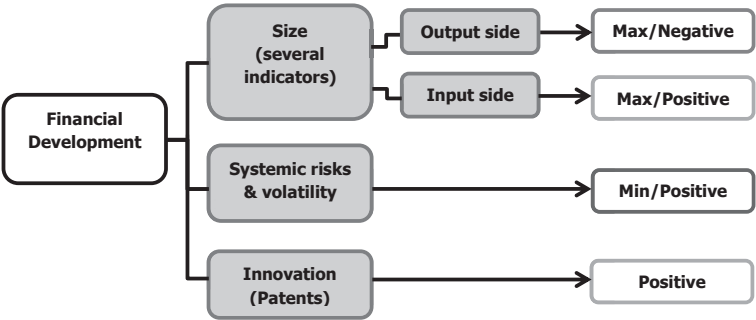 Financial
Development
Size
(several
indicators)
Output side
Max/Negative
Input side
Max/Positive
Systemic risks
& volatility
Min/Positive
Innovation
(Patents)
Positive